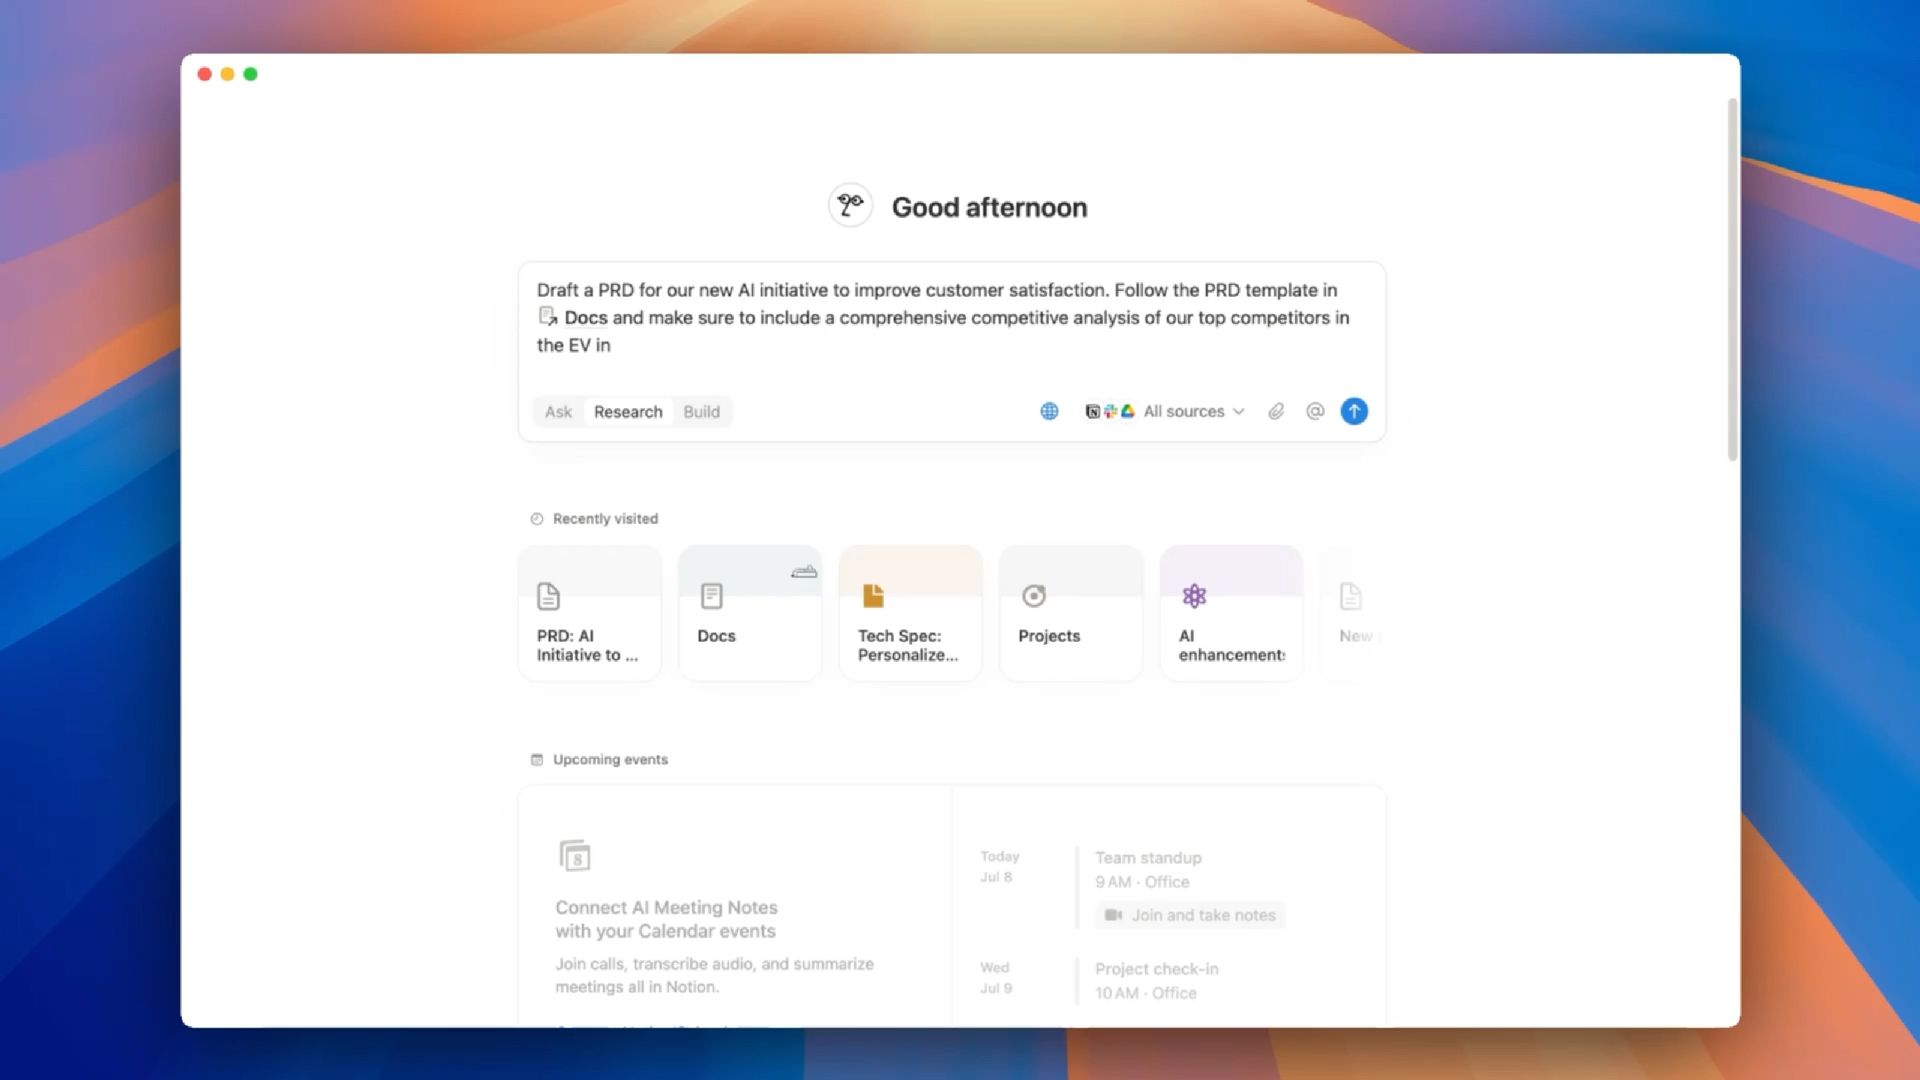 Good afternoon
Draft a PRD for our new AI initiative to improve customer satisfaction. Follow the PRD template in
Docs and make sure to include a comprehensive competitive analysis of our top competitors in
the EV in
Ask Research Build
All sources
Recently visited
PRD: AI
Initiative to ...
Docs
Tech Spec:
Personalize...
Projects
AI
enhancements
New
Upcoming events
8
Connect AI Meeting Notes
with your Calendar events
Join calls, transcribe audio, and summarize
meetings all in Notion.
Today
Jul 8
Team standup
9 AM · Office
Join and take notes
Wed
Jul 9
Project check-in
10 AM · Office